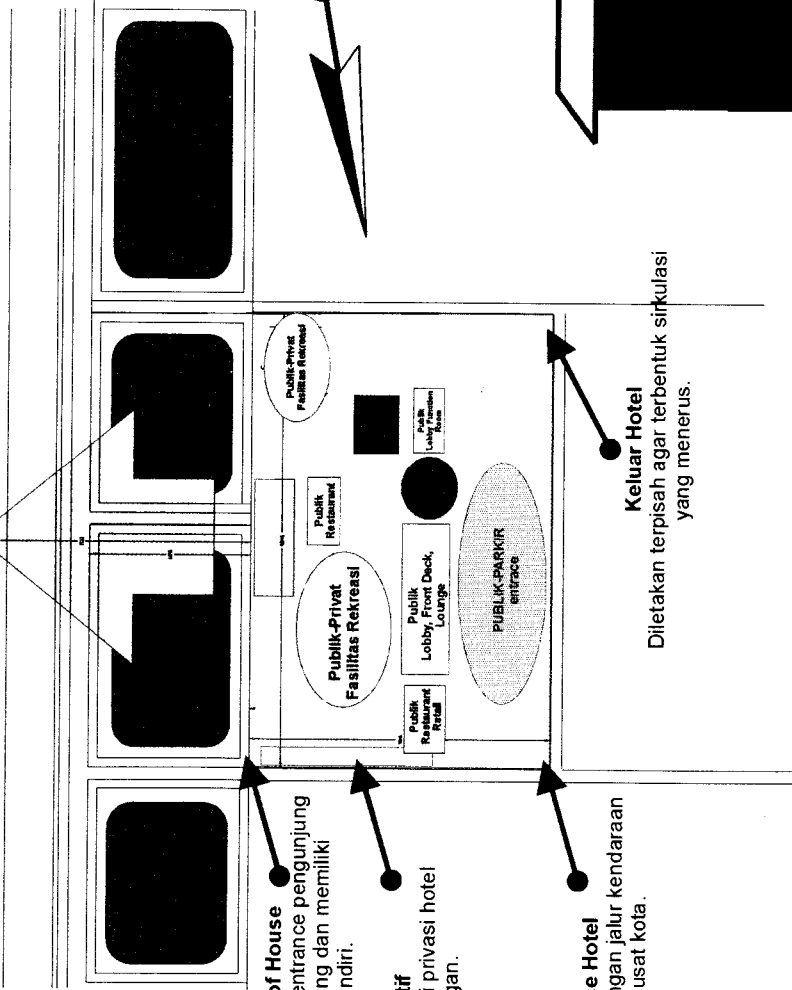 Publik-Privat
Fasilitas Rekreasi
Publik
Restaurant
Publik
Lobby Function
Room
Publik-Privat
Fasilitas Rekreasi
Publik
Lobby, Front Deck,
Lounge
PUBLIK-PARKIR
entrace
Publik
Restaurant
Retail
Keluar Hotel
Diletakan terpisah agar terbentuk sirkulasi
yang menerus.
of House
entrance pengunjung
ng dan memiliki
ndiri.
tif
i privasi hotel
gan.
e Hotel
ngan jalur kendaraan
usat kota.